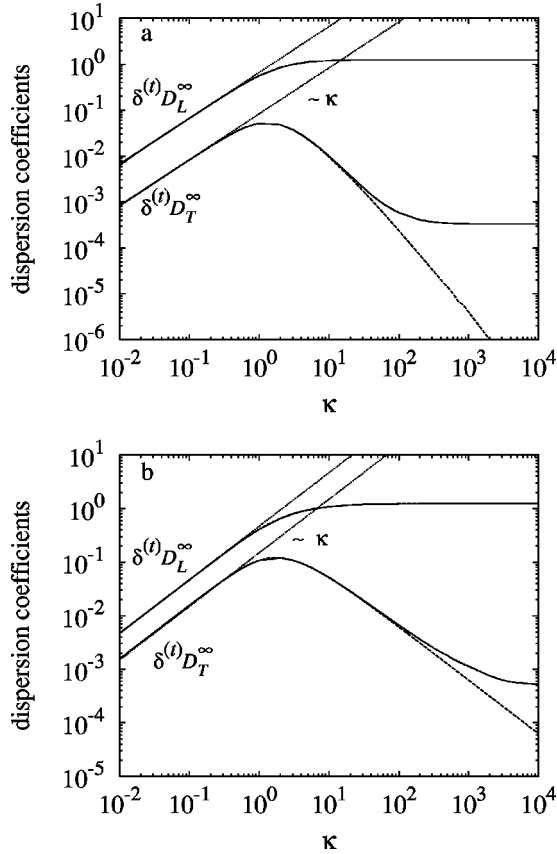 a
10^1
10^0
10^-1
10^-2
10^-3
10^-4
10^-5
10^-6
dispersion coefficients
δ^(t)D_L^∞
~ κ
δ^(t)D_T^∞
10^-2 10^-1 10^0 10^1 10^2 10^3 10^4
κ
b
10^1
10^0
10^-1
10^-2
10^-3
10^-4
10^-5
dispersion coefficients
~ κ
δ^(t)D_L^∞
δ^(t)D_T^∞
10^-2 10^-1 10^0 10^1 10^2 10^3 10^4
κ